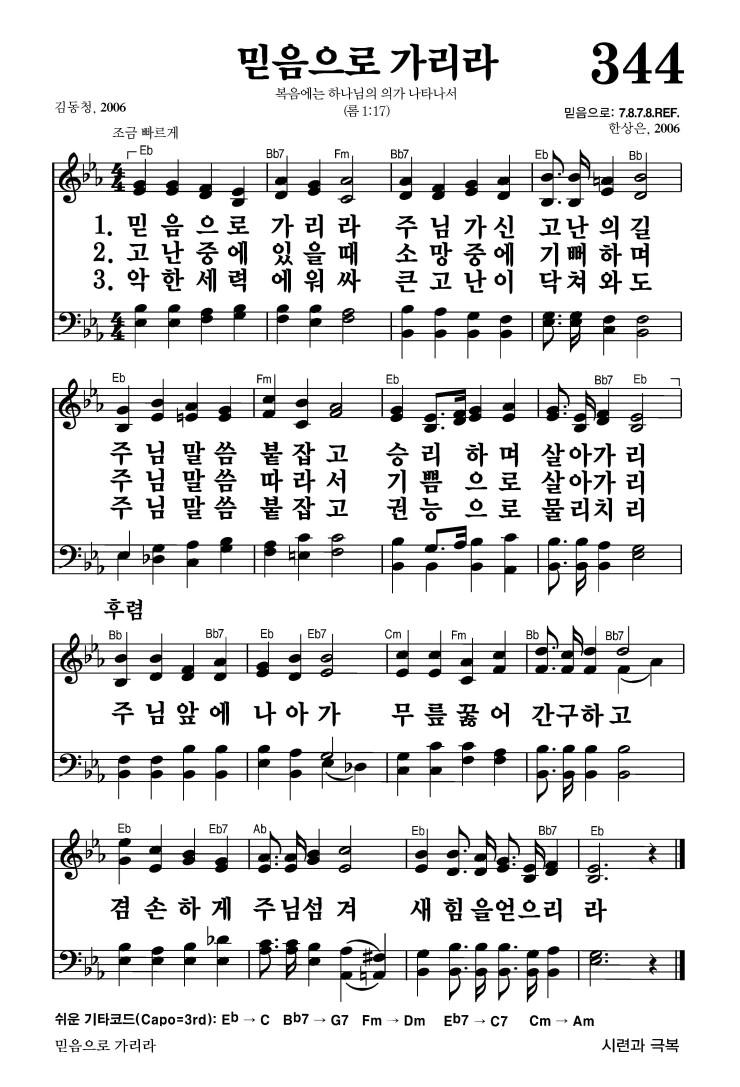 믿음으로 가리라 344
복음에는 하나님의 의가 나타나서
김동청, 2006 (롬 1:17) 믿음으로: 7.8.7.8.REF.
조금 빠르게 한상은, 2006
Eb Bb7 Fm Bb7 Eb Bb
1. 믿 음 으 로 가 리 라 주 님 가 신 고 난 의 길
2. 고 난 중 에 있 을 때 소 망 중 에 기 뻐 하 며
3. 악 한 세 력 에 워 싸 큰 고 난 이 닥 쳐 와 도
Eb Fm Eb Bb7 Eb
주 님 말 씀 붙 잡 고 승 리 하 며 살 아 가 리
주 님 말 씀 따 라 서 기 쁨 으 로 살 아 가 리
주 님 말 씀 붙 잡 고 권 능 으 로 물 리 치 리
후렴
Bb Bb7 Eb Eb7 Cm Fm Bb Bb7
주 님 앞 에 나 아 가 무 릎 꿇 어 간 구 하 고
Eb Eb7 Ab Eb Bb7 Eb
겸 손 하 게 주 님 섬 겨 새 힘 을 얻 으 리 라
쉬운 기타코드(Capo=3rd): Eb → C Bb7 → G7 Fm → Dm Eb7 → C7 Cm → Am
믿음으로 가리라 시련과 극복